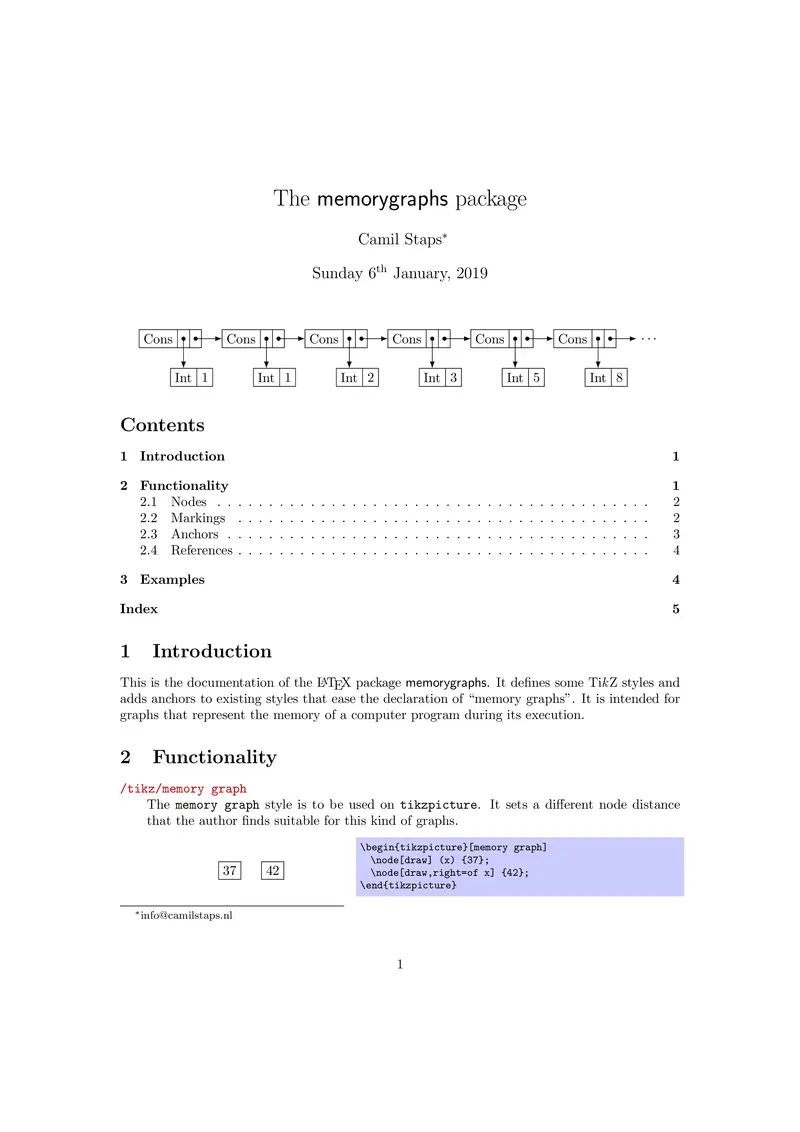 The memorygraphs package
Camil Staps*
Sunday 6th January, 2019
Cons Cons Cons Cons Cons Cons ···
Int 1 Int 1 Int 2 Int 3 Int 5 Int 8
Contents
1 Introduction 1
2 Functionality 1
2.1 Nodes . . . . . . . . . . . . . . . . . . . . . . . . . . . . . . . . . . . . . . . . . . 2
2.2 Markings . . . . . . . . . . . . . . . . . . . . . . . . . . . . . . . . . . . . . . . . 2
2.3 Anchors . . . . . . . . . . . . . . . . . . . . . . . . . . . . . . . . . . . . . . . . . 3
2.4 References . . . . . . . . . . . . . . . . . . . . . . . . . . . . . . . . . . . . . . . . 4
3 Examples 4
Index 5
1 Introduction
This is the documentation of the LATEX package memorygraphs. It defines some TikZ styles and
adds anchors to existing styles that ease the declaration of “memory graphs”. It is intended for
graphs that represent the memory of a computer program during its execution.
2 Functionality
/tikz/memory graph
The memory graph style is to be used on tikzpicture. It sets a different node distance
that the author finds suitable for this kind of graphs.
37 42
\begin{tikzpicture}[memory graph]
\node[draw] (x) {37};
\node[draw,right=of x] {42};
\end{tikzpicture}
*info@camilstaps.nl
1